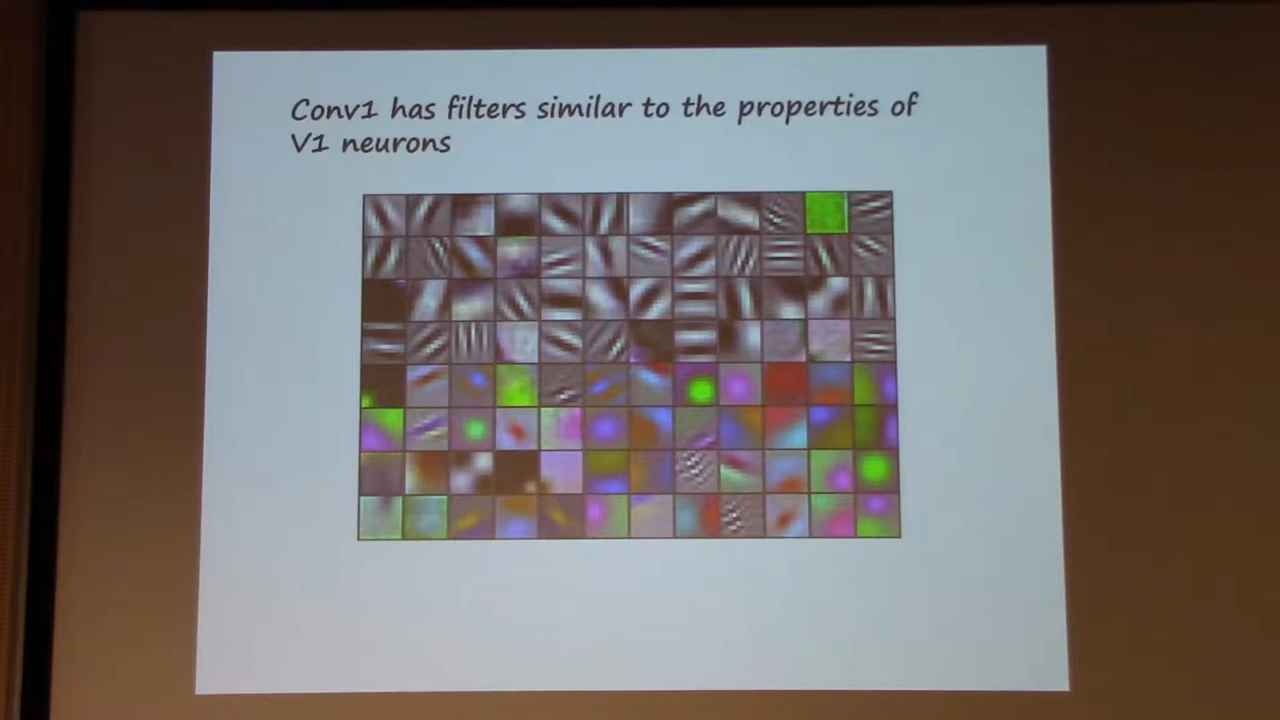 Conv1 has filters similar to the properties of
V1 neurons